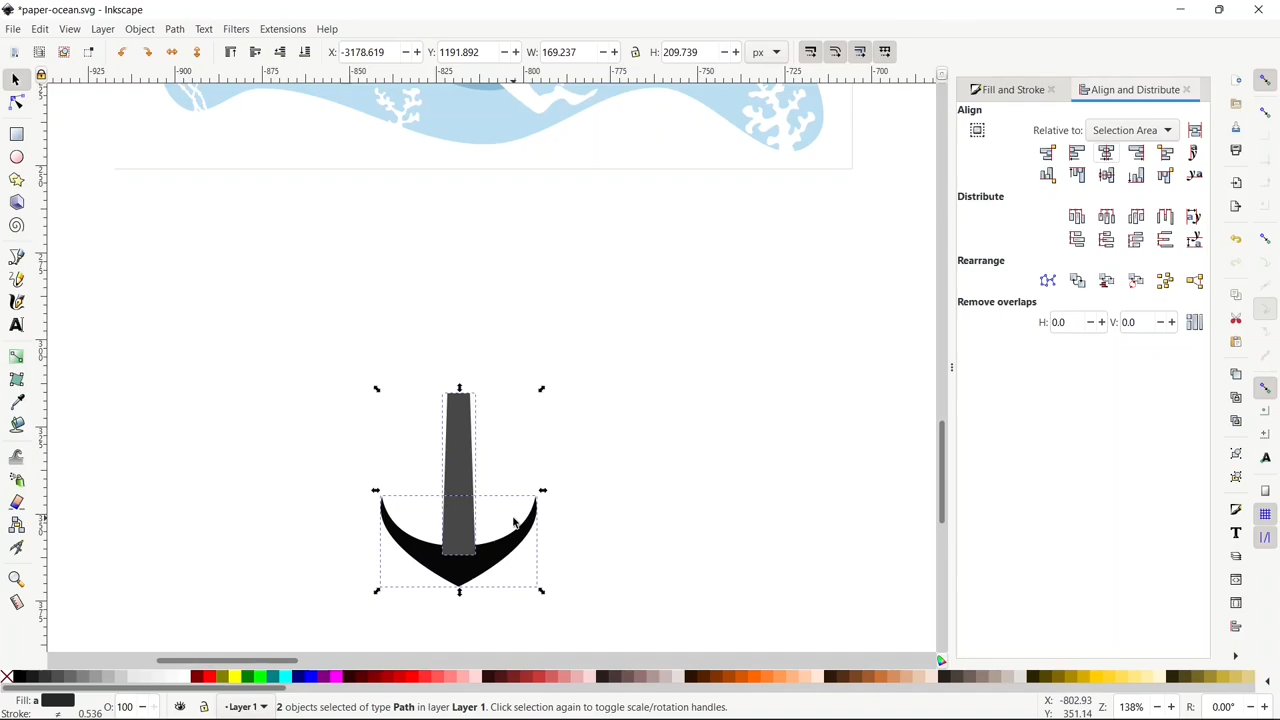 *paper-ocean.svg - Inkscape
File Edit View Layer Object Path Text Filters Extensions Help
X: -3178.619 Y: 1191.892 W: 169.237 H: 209.739 px
-925 -900 -875 -850 -825 -800 -775 -750 -725 -700
Fill and Stroke Align and Distribute
Align
Relative to: Selection Area
Distribute
Rearrange
Remove overlaps
H: 0.0 V: 0.0
Fill: a O: 100 Layer 1 2 objects selected of type Path in layer Layer 1. Click selection again to toggle scale/rotation handles. X: -802.93 Z: 138% R: 0.00°
Stroke: ≠ 0.536 Y: 351.14